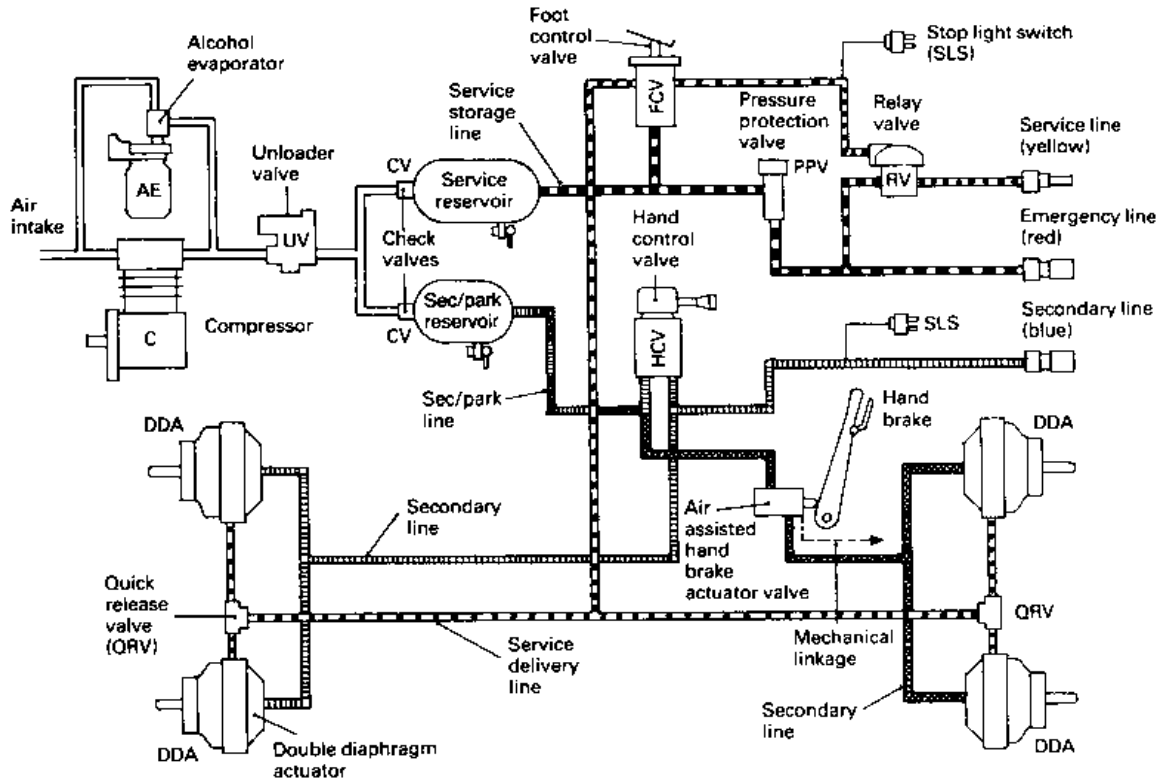 Alcohol
evaporator
AE
Air
intake
C
Compressor
Unloader
valve
UV
CV
Check
valves
CV
Service
reservoir
Sec/park
reservoir
Service
storage
line
Foot
control
valve
FCV
Stop light switch
(SLS)
Pressure
protection
valve
PPV
Relay
valve
RV
Service line
(yellow)
Emergency line
(red)
Hand
control
valve
HCV
SLS
Secondary line
(blue)
Sec/park
line
Hand
brake
DDA
DDA
Secondary
line
Air
assisted
hand
brake
actuator valve
Quick
release
valve
(QRV)
Service
delivery
line
Mechanical
linkage
QRV
Secondary
line
DDA
Double diaphragm
actuator
DDA